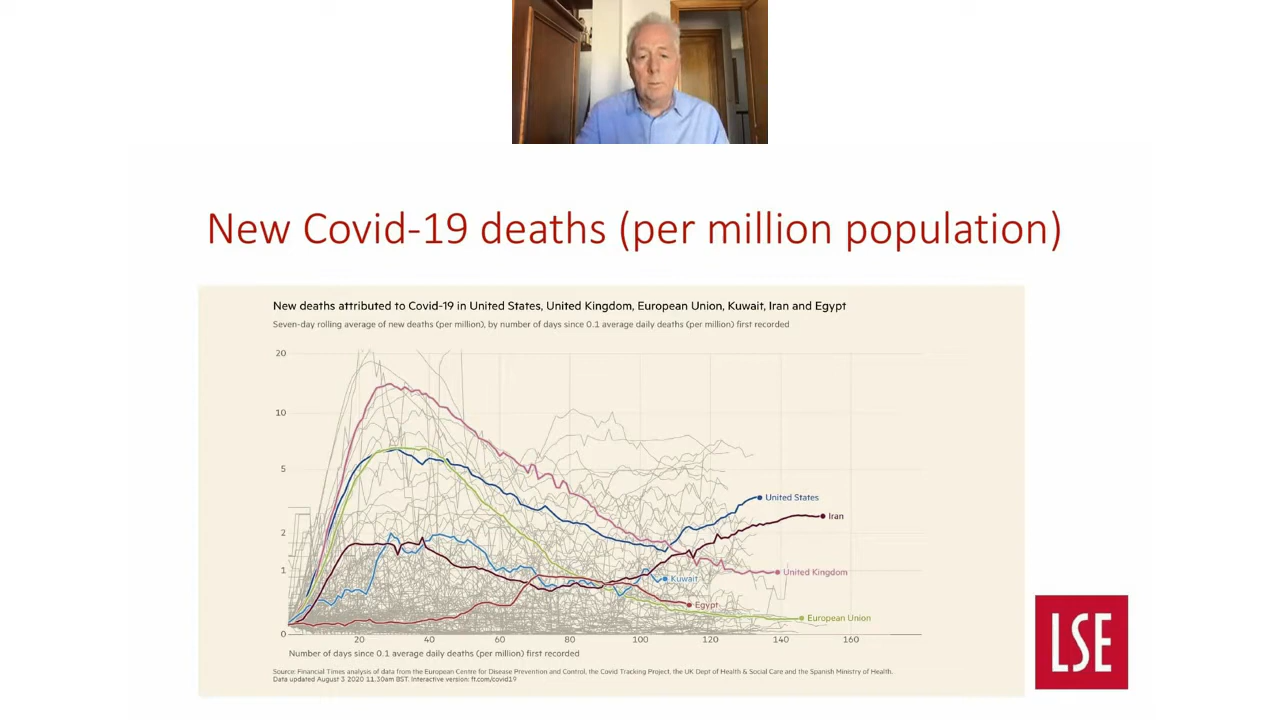 New Covid-19 deaths (per million population)
New deaths attributed to Covid-19 in United States, United Kingdom, European Union, Kuwait, Iran and Egypt
Seven-day rolling average of new deaths (per million), by number of days since 0.1 average daily deaths (per million) first recorded
20
10
5
2
1
0
United States
Iran
United Kingdom
Kuwait
Egypt
European Union
20 40 60 80 100 120 140 160
Number of days since 0.1 average daily deaths (per million) first recorded
Source: Financial Times analysis of data from the European Centre for Disease Prevention and Control, the Covid Tracking Project, the UK Dept of Health & Social Care and the Spanish Ministry of Health.
Data updated August 3 2020 11.30am BST. Interactive version: ft.com/covid19
LSE